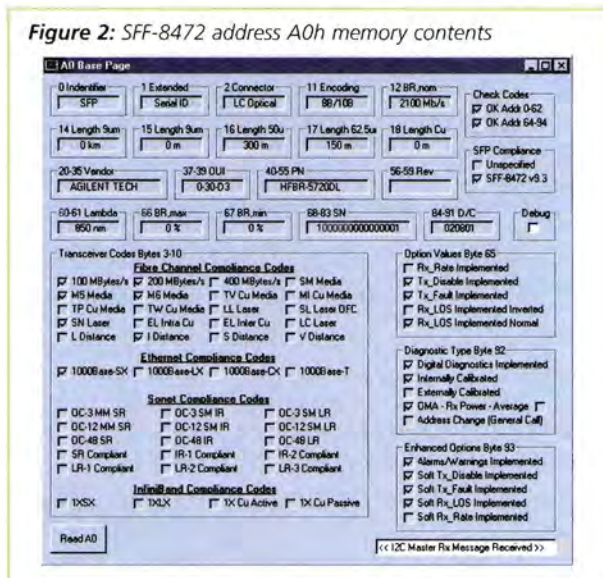 Figure 2: SFF-8472 address A0h memory contents
A0 Base Page
0 Indentifier 1 Extended 2 Connector 11 Encoding 12 BR,nom
SFP Serial ID LC Optical 8B/10B 2100 Mb/s
Check Codes
OK Addr 0-62
OK Addr 64-94
14 Length 9um 15 Length 9um 16 Length 50u 17 Length 62.5u 18 Length Cu
0 km 0 m 300 m 150 m 0 m
SFP Compliance
Unspecified
SFF-8472 v9.3
20-35 Vendor 37-39 OUI 40-55 PN 56-59 Rev
AGILENT TECH 0-30-D3 HFBR-5720DL
60-61 Lambda 66 BR,max 67 BR,min 68-83 SN 84-91 D/C Debug
850 nm 0 % 0 % 1000000000000001 020801
Transceiver Codes Bytes 3-10
Fibre Channel Compliance Codes
100 MBytes/s 200 MBytes/s 400 MBytes/s SM Media
M5 Media M6 Media TV Cu Media MI Cu Media
TP Cu Media TW Cu Media LL Laser SL Laser OFC
SN Laser EL Intra Cu EL Inter Cu LC Laser
L Distance I Distance S Distance V Distance
Ethernet Compliance Codes
1000Base-SX 1000Base-LX 1000Base-CX 1000Base-T
Sonet Compliance Codes
OC-3 MM SR OC-3 SM IR OC-3 SM LR
OC-12 MM SR OC-12 SM IR OC-12 SM LR
OC-48 SR OC-48 IR OC-48 LR
SR Compliant IR-1 Compliant IR-2 Compliant
LR-1 Compliant LR-2 Compliant LR-3 Compliant
InfiniBand Compliance Codes
1XSX 1XLX 1X Cu Active 1X Cu Passive
Option Values Byte 65
Rx_Rate Implemented
Tx_Disable Implemented
Tx_Fault Implemented
Rx_LOS Implemented Inverted
Rx_LOS Implemented Normal
Diagnostic Type Byte 92
Digital Diagnostics Implemented
Internally Calibrated
Externally Calibrated
OMA - Rx Power - Average
Address Change (General Call)
Enhanced Options Byte 93
Alarms/Warnings Implemented
Soft Tx_Disable Implemented
Soft Tx_Fault Implemented
Soft Rx_LOS Implemented
Soft Rx_Rate Implemented
Read A0
<< I2C Master Rx Message Received >>